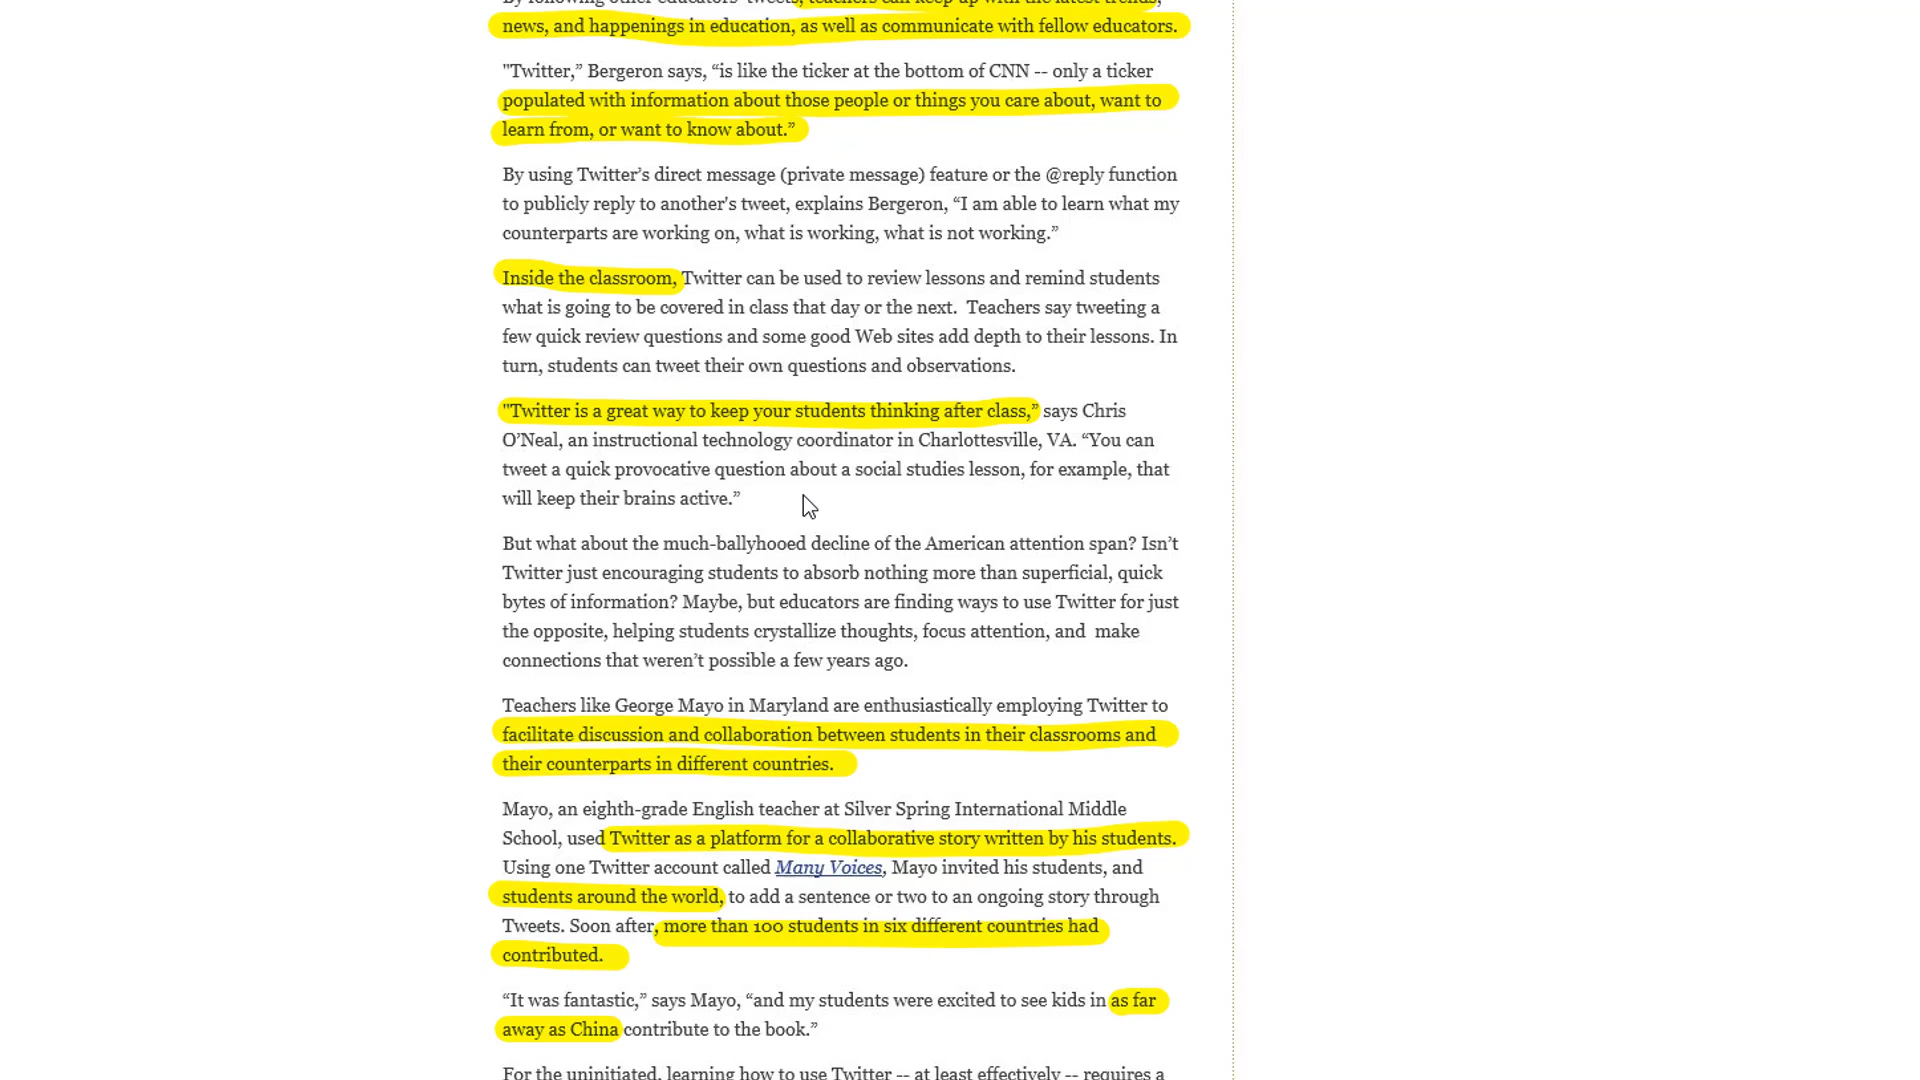 By following other educators' tweets, teachers can keep up with the latest trends,
news, and happenings in education, as well as communicate with fellow educators.
"Twitter,” Bergeron says, “is like the ticker at the bottom of CNN -- only a ticker
populated with information about those people or things you care about, want to
learn from, or want to know about.”
By using Twitter’s direct message (private message) feature or the @reply function
to publicly reply to another's tweet, explains Bergeron, “I am able to learn what my
counterparts are working on, what is working, what is not working.”
Inside the classroom, Twitter can be used to review lessons and remind students
what is going to be covered in class that day or the next.  Teachers say tweeting a
few quick review questions and some good Web sites add depth to their lessons. In
turn, students can tweet their own questions and observations.
"Twitter is a great way to keep your students thinking after class,” says Chris
O’Neal, an instructional technology coordinator in Charlottesville, VA. “You can
tweet a quick provocative question about a social studies lesson, for example, that
will keep their brains active.”
But what about the much-ballyhooed decline of the American attention span? Isn’t
Twitter just encouraging students to absorb nothing more than superficial, quick
bytes of information? Maybe, but educators are finding ways to use Twitter for just
the opposite, helping students crystallize thoughts, focus attention, and  make
connections that weren’t possible a few years ago.
Teachers like George Mayo in Maryland are enthusiastically employing Twitter to
facilitate discussion and collaboration between students in their classrooms and
their counterparts in different countries.
Mayo, an eighth-grade English teacher at Silver Spring International Middle
School, used Twitter as a platform for a collaborative story written by his students.
Using one Twitter account called Many Voices, Mayo invited his students, and
students around the world, to add a sentence or two to an ongoing story through
Tweets. Soon after, more than 100 students in six different countries had
contributed.
“It was fantastic,” says Mayo, “and my students were excited to see kids in as far
away as China contribute to the book.”
For the uninitiated, learning how to use Twitter -- at least effectively -- requires a